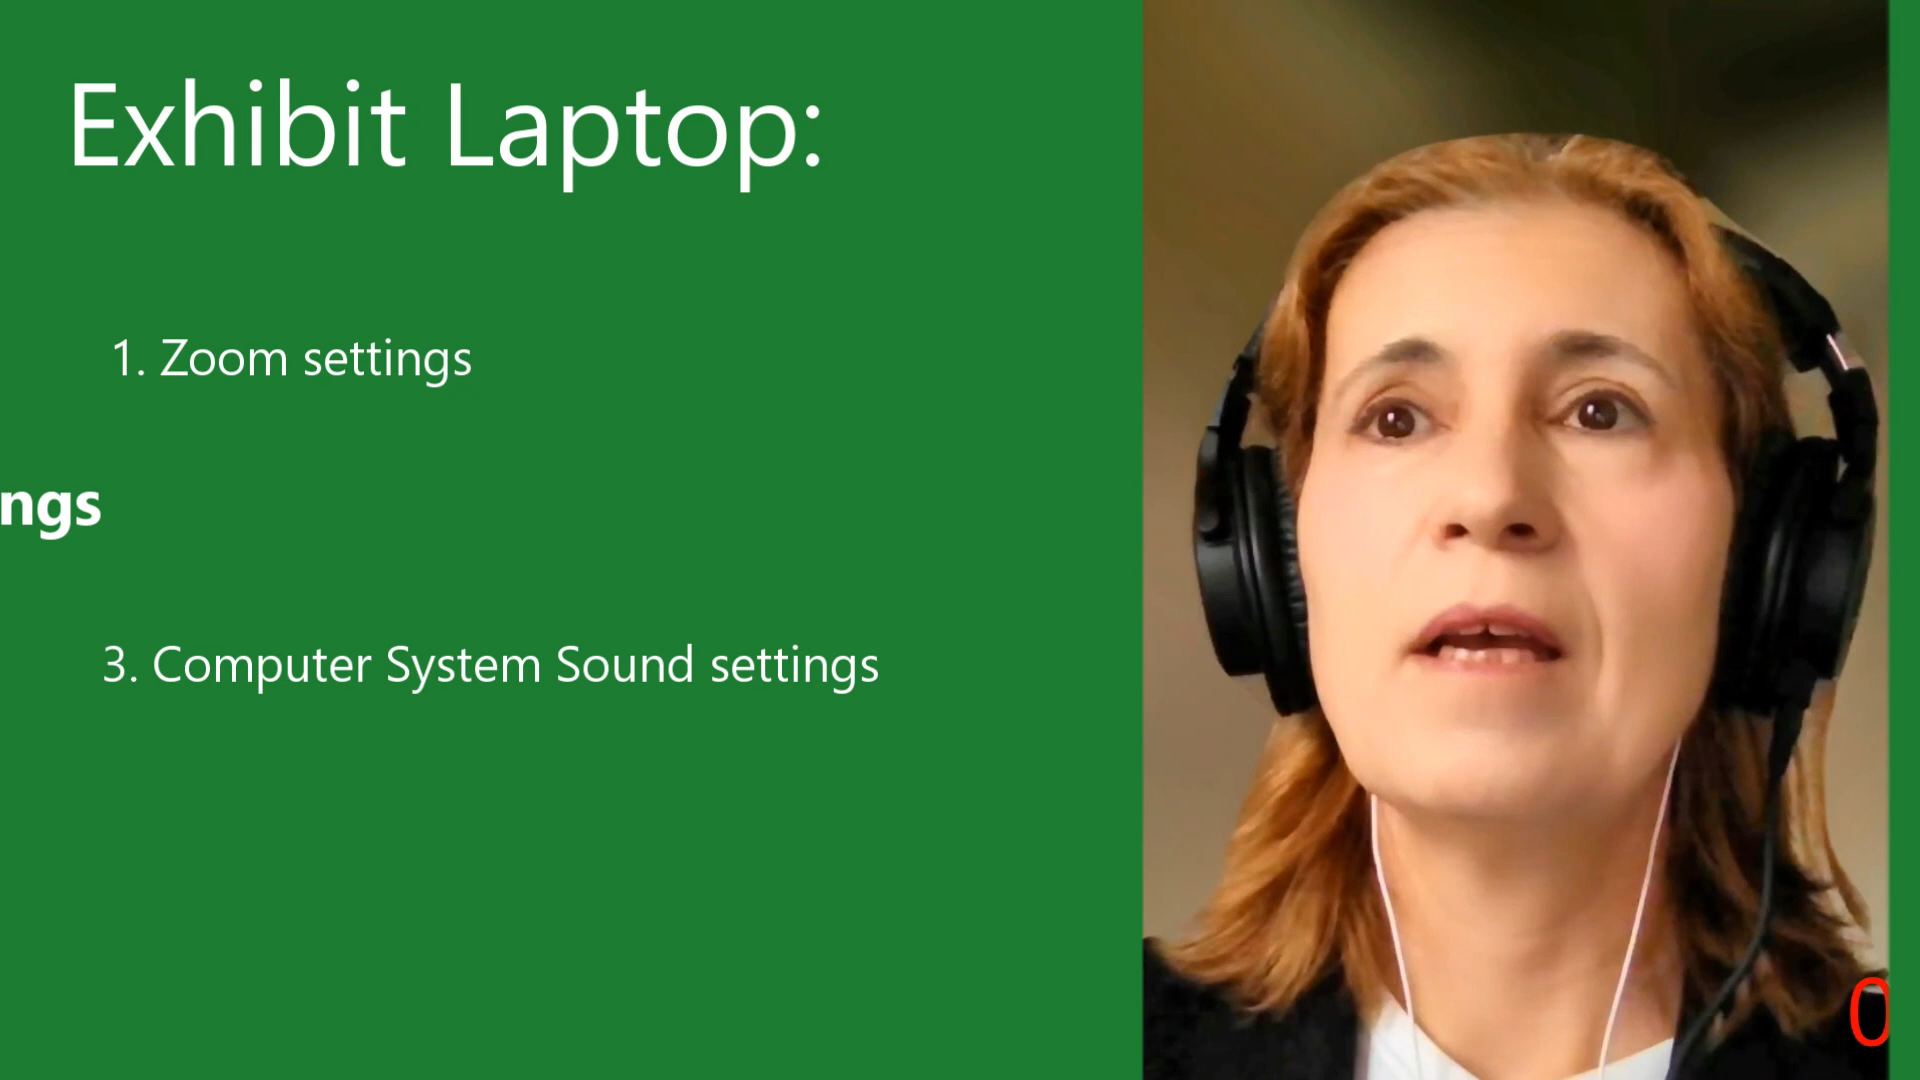 Exhibit Laptop:
1. Zoom settings
ngs
3. Computer System Sound settings
0